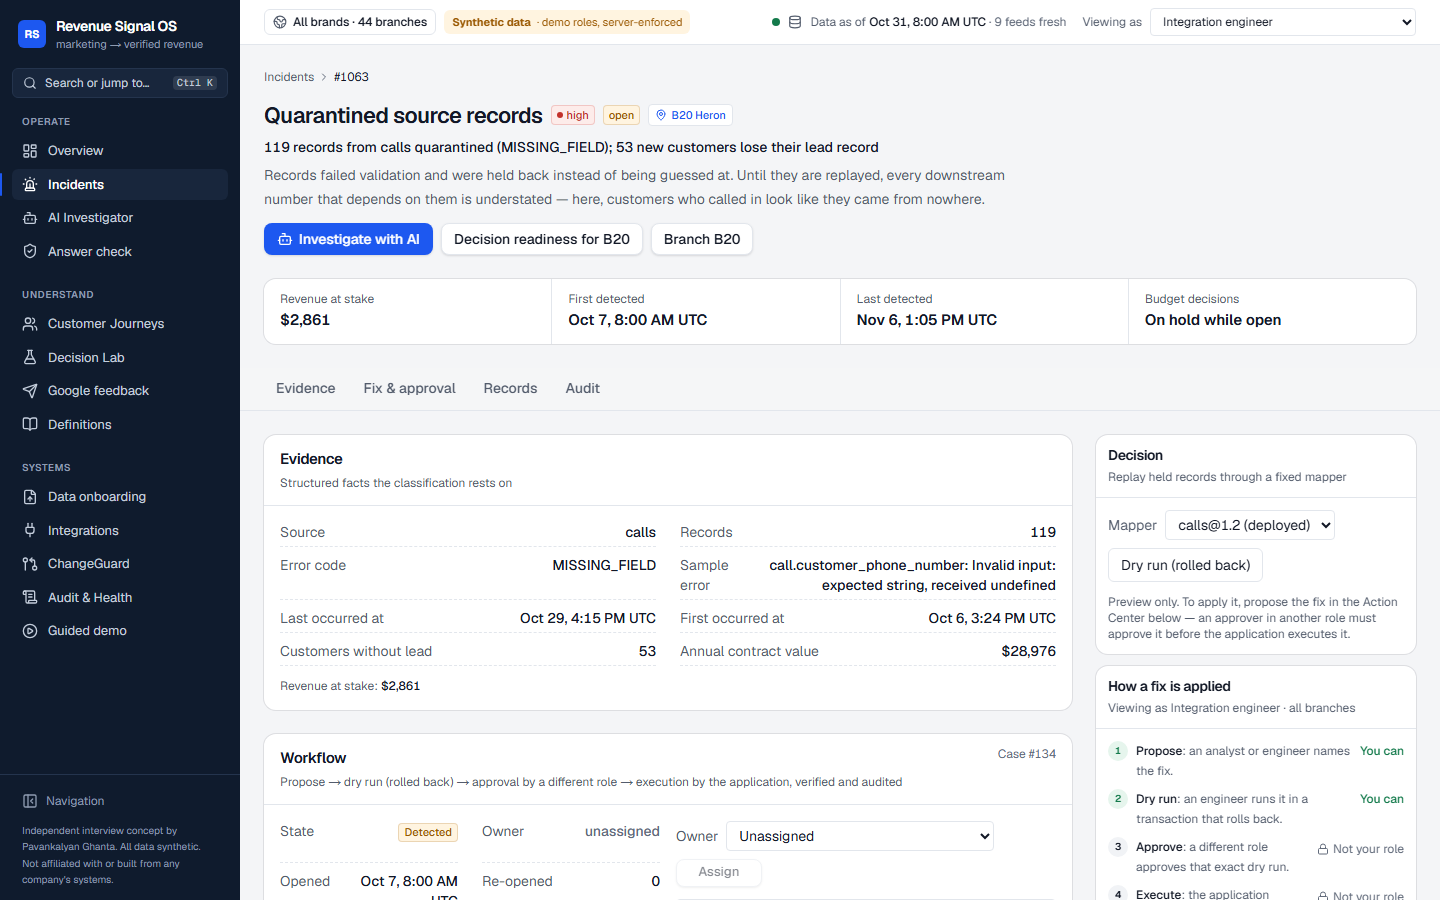 RS
Revenue Signal OS
marketing → verified revenue
Search or jump to... Ctrl K
OPERATE
Overview
Incidents
AI Investigator
Answer check
UNDERSTAND
Customer Journeys
Decision Lab
Google feedback
Definitions
SYSTEMS
Data onboarding
Integrations
ChangeGuard
Audit & Health
Guided demo
Navigation
Independent interview concept by
Pavankalyan Ghanta. All data synthetic.
Not affiliated with or built from any
company's systems.
All brands · 44 branches
Synthetic data · demo roles, server-enforced
Data as of Oct 31, 8:00 AM UTC · 9 feeds fresh
Viewing as Integration engineer
Incidents > #1063
Quarantined source records
high
open
B20 Heron
119 records from calls quarantined (MISSING_FIELD); 53 new customers lose their lead record
Records failed validation and were held back instead of being guessed at. Until they are replayed, every downstream
number that depends on them is understated — here, customers who called in look like they came from nowhere.
Investigate with AI
Decision readiness for B20
Branch B20
Revenue at stake
$2,861
First detected
Oct 7, 8:00 AM UTC
Last detected
Nov 6, 1:05 PM UTC
Budget decisions
On hold while open
Evidence
Fix & approval
Records
Audit
Evidence
Structured facts the classification rests on
Source calls
Records 119
Error code MISSING_FIELD
Sample error call.customer_phone_number: Invalid input:
expected string, received undefined
Last occurred at Oct 29, 4:15 PM UTC
First occurred at Oct 6, 3:24 PM UTC
Customers without lead 53
Annual contract value $28,976
Revenue at stake: $2,861
Workflow
Case #134
Propose → dry run (rolled back) → approval by a different role → execution by the application, verified and audited
State Detected
Owner unassigned
Owner Unassigned
Assign
Opened Oct 7, 8:00 AM
UTC
Re-opened 0
Decision
Replay held records through a fixed mapper
Mapper calls@1.2 (deployed)
Dry run (rolled back)
Preview only. To apply it, propose the fix in the Action
Center below — an approver in another role must
approve it before the application executes it.
How a fix is applied
Viewing as Integration engineer · all branches
1 Propose: an analyst or engineer names You can
the fix.
2 Dry run: an engineer runs it in a You can
transaction that rolls back.
3 Approve: a different role Not your role
approves that exact dry run.
4 Execute: the application Not your role